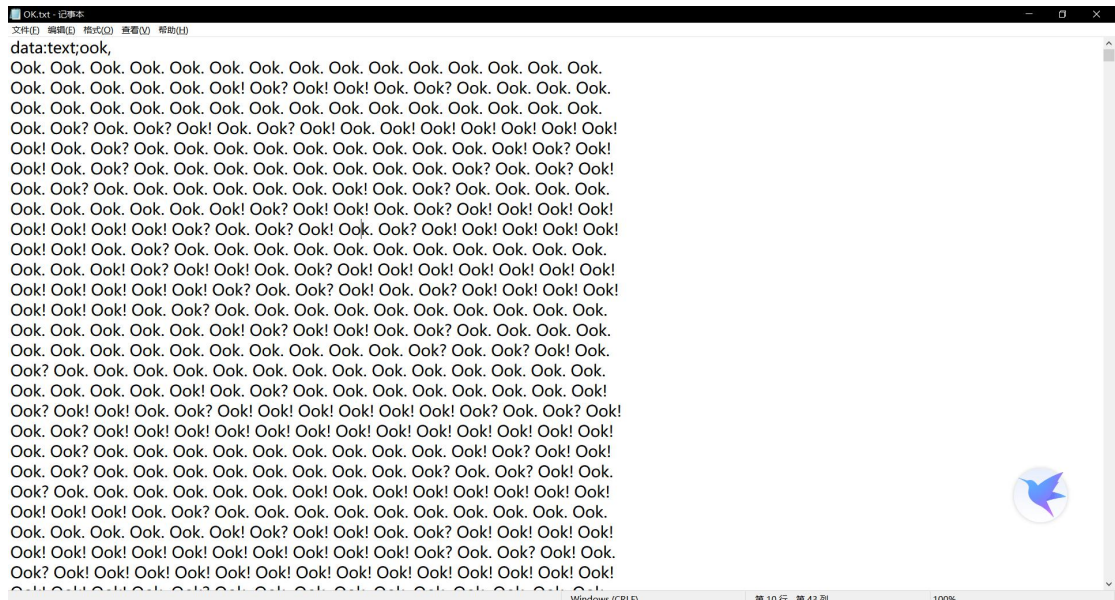 OK.txt - 记事本
文件(F) 编辑(E) 格式(O) 查看(V) 帮助(H)
data:text;ook,
Ook. Ook. Ook. Ook. Ook. Ook. Ook. Ook. Ook. Ook. Ook. Ook. Ook. Ook. Ook.
Ook. Ook. Ook. Ook. Ook. Ook! Ook? Ook! Ook! Ook. Ook? Ook. Ook. Ook. Ook.
Ook. Ook. Ook. Ook. Ook. Ook. Ook. Ook. Ook. Ook. Ook. Ook. Ook. Ook. Ook.
Ook. Ook? Ook. Ook? Ook! Ook. Ook? Ook! Ook. Ook! Ook! Ook! Ook! Ook! Ook!
Ook! Ook. Ook? Ook. Ook. Ook. Ook. Ook. Ook. Ook. Ook. Ook. Ook! Ook? Ook!
Ook! Ook. Ook? Ook. Ook. Ook. Ook. Ook. Ook. Ook. Ook. Ook? Ook. Ook? Ook!
Ook. Ook? Ook. Ook. Ook. Ook. Ook. Ook. Ook! Ook. Ook? Ook. Ook. Ook. Ook.
Ook. Ook. Ook. Ook. Ook. Ook! Ook? Ook! Ook! Ook. Ook? Ook! Ook! Ook! Ook!
Ook! Ook! Ook! Ook! Ook? Ook. Ook? Ook! Ook. Ook? Ook! Ook! Ook! Ook! Ook!
Ook! Ook! Ook. Ook? Ook. Ook. Ook. Ook. Ook. Ook. Ook. Ook. Ook. Ook. Ook.
Ook. Ook. Ook! Ook? Ook! Ook! Ook. Ook? Ook! Ook! Ook! Ook! Ook! Ook! Ook!
Ook! Ook! Ook! Ook! Ook! Ook? Ook. Ook? Ook! Ook. Ook? Ook! Ook! Ook! Ook!
Ook! Ook! Ook! Ook. Ook? Ook. Ook. Ook. Ook. Ook. Ook. Ook. Ook. Ook. Ook.
Ook. Ook. Ook. Ook. Ook. Ook! Ook? Ook! Ook! Ook. Ook? Ook. Ook. Ook. Ook.
Ook. Ook. Ook. Ook. Ook. Ook. Ook. Ook. Ook. Ook. Ook? Ook. Ook? Ook! Ook.
Ook? Ook. Ook. Ook. Ook. Ook. Ook. Ook. Ook. Ook. Ook. Ook. Ook. Ook. Ook.
Ook. Ook. Ook. Ook. Ook! Ook. Ook? Ook. Ook. Ook. Ook. Ook. Ook. Ook. Ook!
Ook? Ook! Ook! Ook. Ook? Ook! Ook! Ook! Ook! Ook! Ook! Ook? Ook. Ook? Ook!
Ook. Ook? Ook! Ook! Ook! Ook! Ook! Ook! Ook! Ook! Ook! Ook! Ook! Ook! Ook!
Ook. Ook? Ook. Ook. Ook. Ook. Ook. Ook. Ook. Ook. Ook. Ook! Ook? Ook! Ook!
Ook. Ook? Ook. Ook. Ook. Ook. Ook. Ook. Ook. Ook. Ook? Ook. Ook? Ook! Ook.
Ook? Ook. Ook. Ook. Ook. Ook. Ook. Ook! Ook. Ook! Ook! Ook! Ook! Ook! Ook!
Ook! Ook! Ook! Ook. Ook? Ook. Ook. Ook. Ook. Ook. Ook. Ook. Ook. Ook. Ook.
Ook. Ook. Ook. Ook. Ook. Ook! Ook? Ook! Ook! Ook. Ook? Ook! Ook! Ook! Ook!
Ook! Ook! Ook! Ook! Ook! Ook! Ook! Ook! Ook! Ook! Ook? Ook. Ook? Ook! Ook.
Ook? Ook! Ook! Ook! Ook! Ook! Ook! Ook! Ook! Ook! Ook! Ook! Ook! Ook! Ook!
Windows (CRLF) 第 10 行，第 43 列 100%